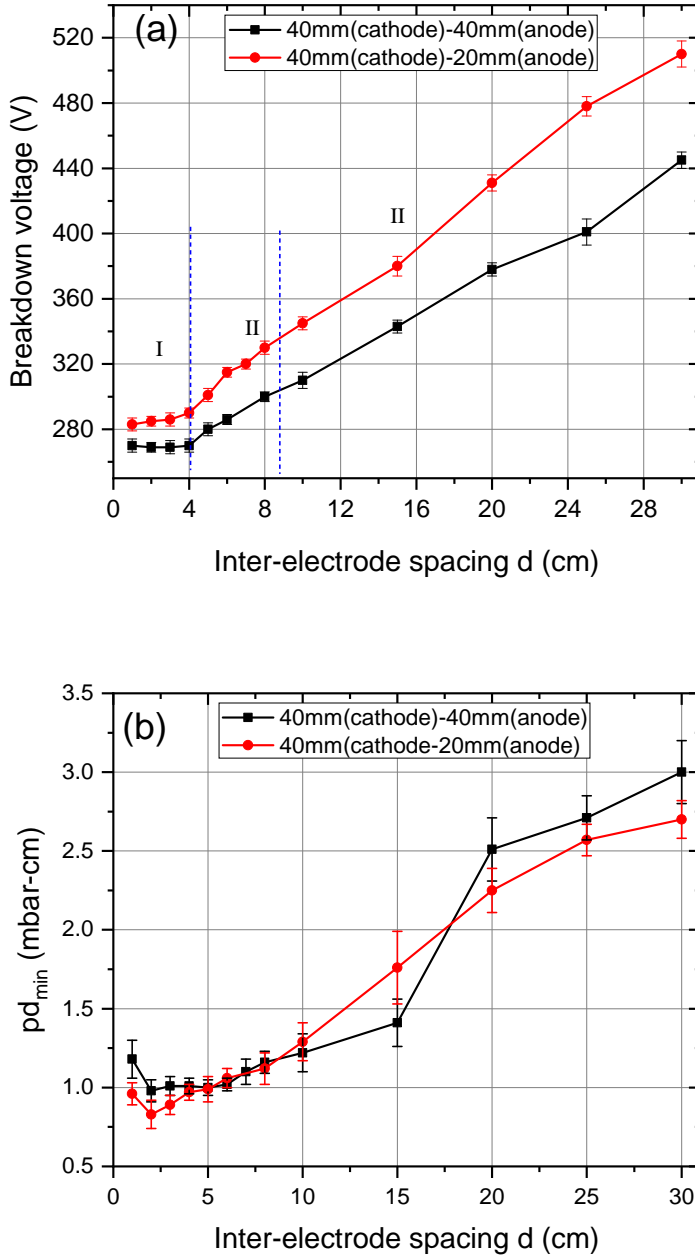 (a)
40mm(cathode)-40mm(anode)
40mm(cathode)-20mm(anode)
520
480
440
400
360
320
280
Breakdown voltage (V)
I
II
II
0 4 8 12 16 20 24 28
Inter-electrode spacing d (cm)
(b)
40mm(cathode)-40mm(anode)
40mm(cathode-20mm(anode)
3.5
3.0
2.5
2.0
1.5
1.0
0.5
pdmin (mbar-cm)
0 5 10 15 20 25 30
Inter-electrode spacing d (cm)